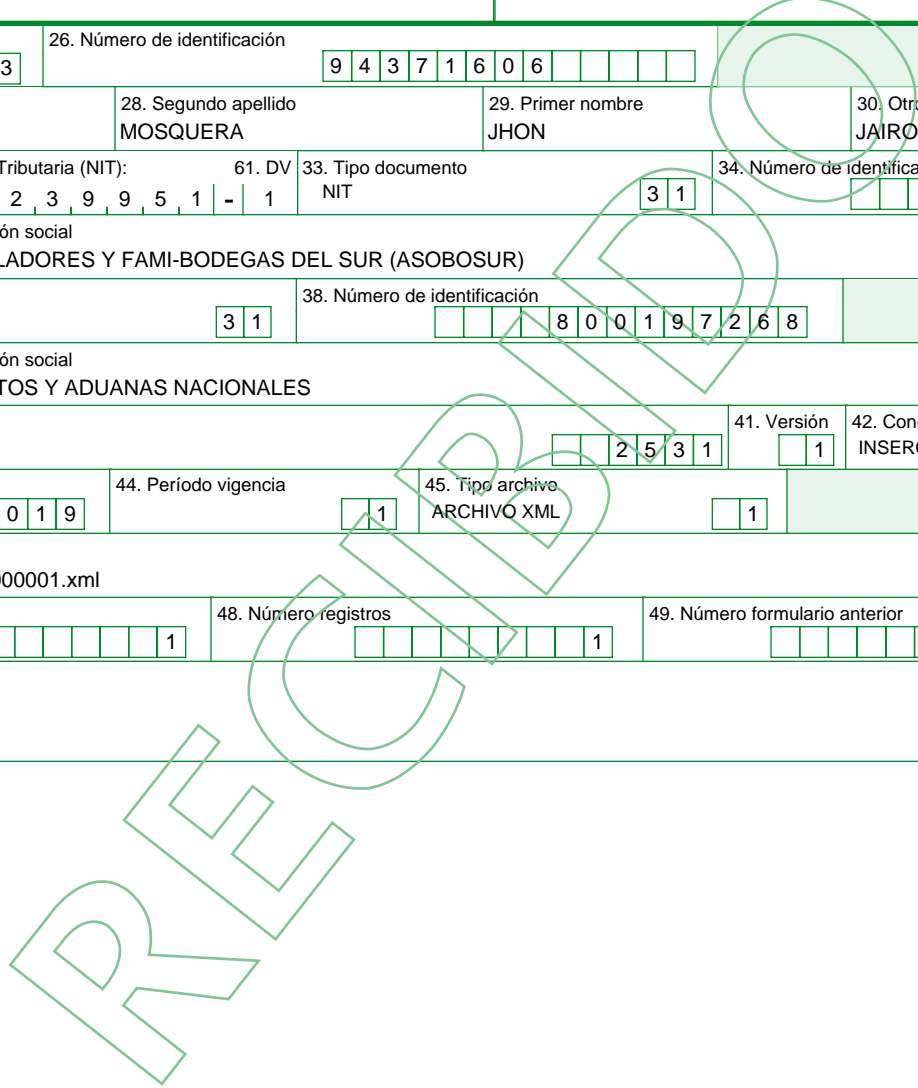 26. Número de identificación
3 9 4 3 7 1 6 0 6
28. Segundo apellido 29. Primer nombre 30. Otro
MOSQUERA JHON JAIRO
Tributaria (NIT): 61. DV 33. Tipo documento 34. Número de identifica
2 3 9 9 5 1 - 1 NIT 3 1
ón social
LADORES Y FAMI-BODEGAS DEL SUR (ASOBOSUR)
38. Número de identificación
3 1 8 0 0 1 9 7 2 6 8
ón social
TOS Y ADUANAS NACIONALES
41. Versión 42. Con
2 5 3 1 1 INSER
44. Período vigencia 45. Tipo archivo
0 1 9 1 ARCHIVO XML 1
000001.xml
48. Número registros 49. Número formulario anterior
1 1
RECIBIDO